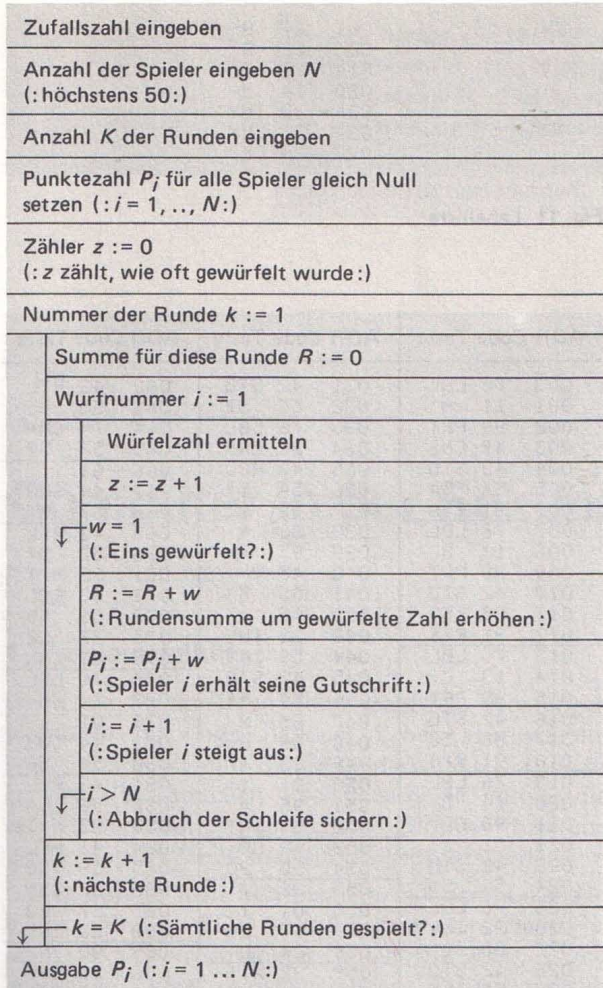 Zufallszahl eingeben
Anzahl der Spieler eingeben N
(:höchstens 50:)
Anzahl K der Runden eingeben
Punktezahl Pi für alle Spieler gleich Null
setzen (:i = 1, .., N:)
Zähler z := 0
(:z zählt, wie oft gewürfelt wurde:)
Nummer der Runde k := 1
Summe für diese Runde R := 0
Wurfnummer i := 1
Würfelzahl ermitteln
z := z + 1
w = 1
(:Eins gewürfelt?:)
R := R + w
(:Rundensumme um gewürfelte Zahl erhöhen:)
Pi := Pi + w
(:Spieler i erhält seine Gutschrift:)
i := i + 1
(:Spieler i steigt aus:)
i > N
(:Abbruch der Schleife sichern:)
k := k + 1
(:nächste Runde:)
k = K (:Sämtliche Runden gespielt?:)
Ausgabe Pi (:i = 1 ... N:)